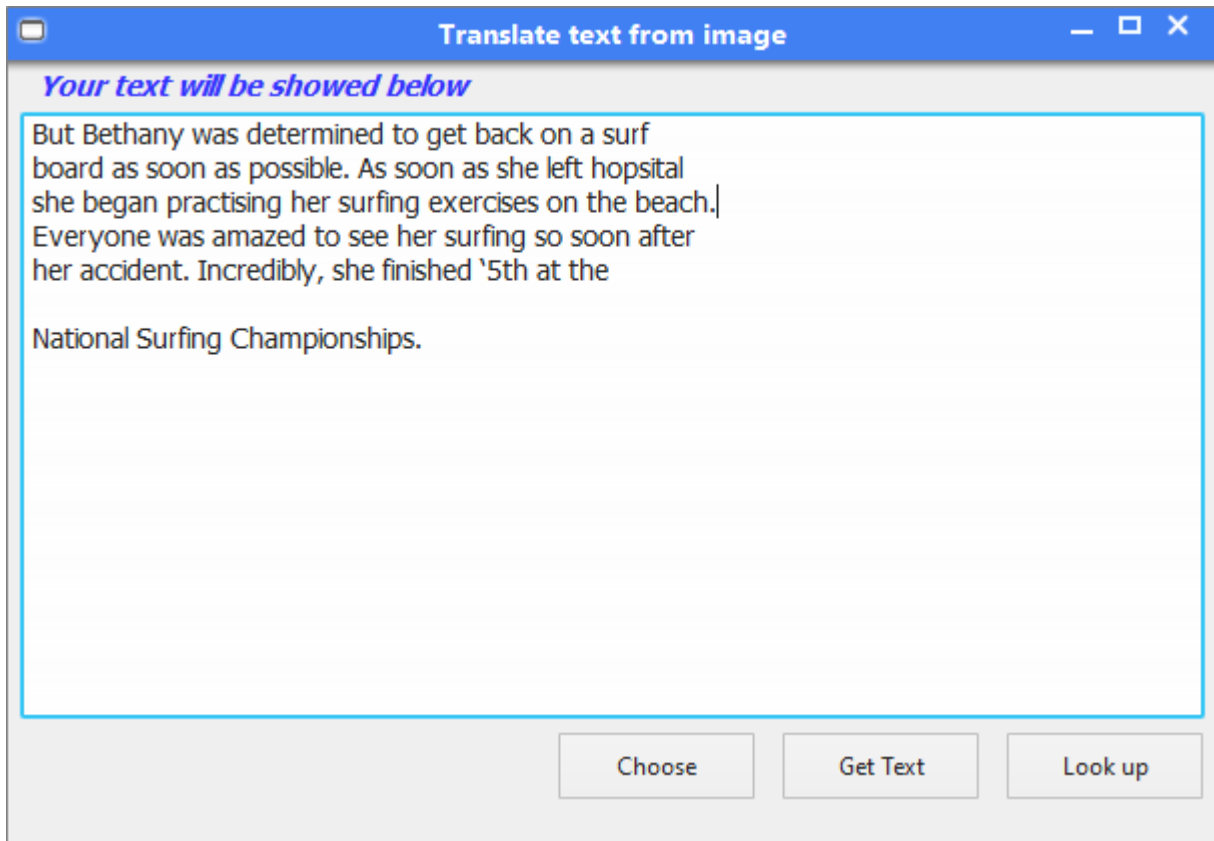 Translate text from image
Your text will be showed below
But Bethany was determined to get back on a surf
board as soon as possible. As soon as she left hopsital
she began practising her surfing exercises on the beach.
Everyone was amazed to see her surfing so soon after
her accident. Incredibly, she finished ‘5th at the
National Surfing Championships.
Choose
Get Text
Look up